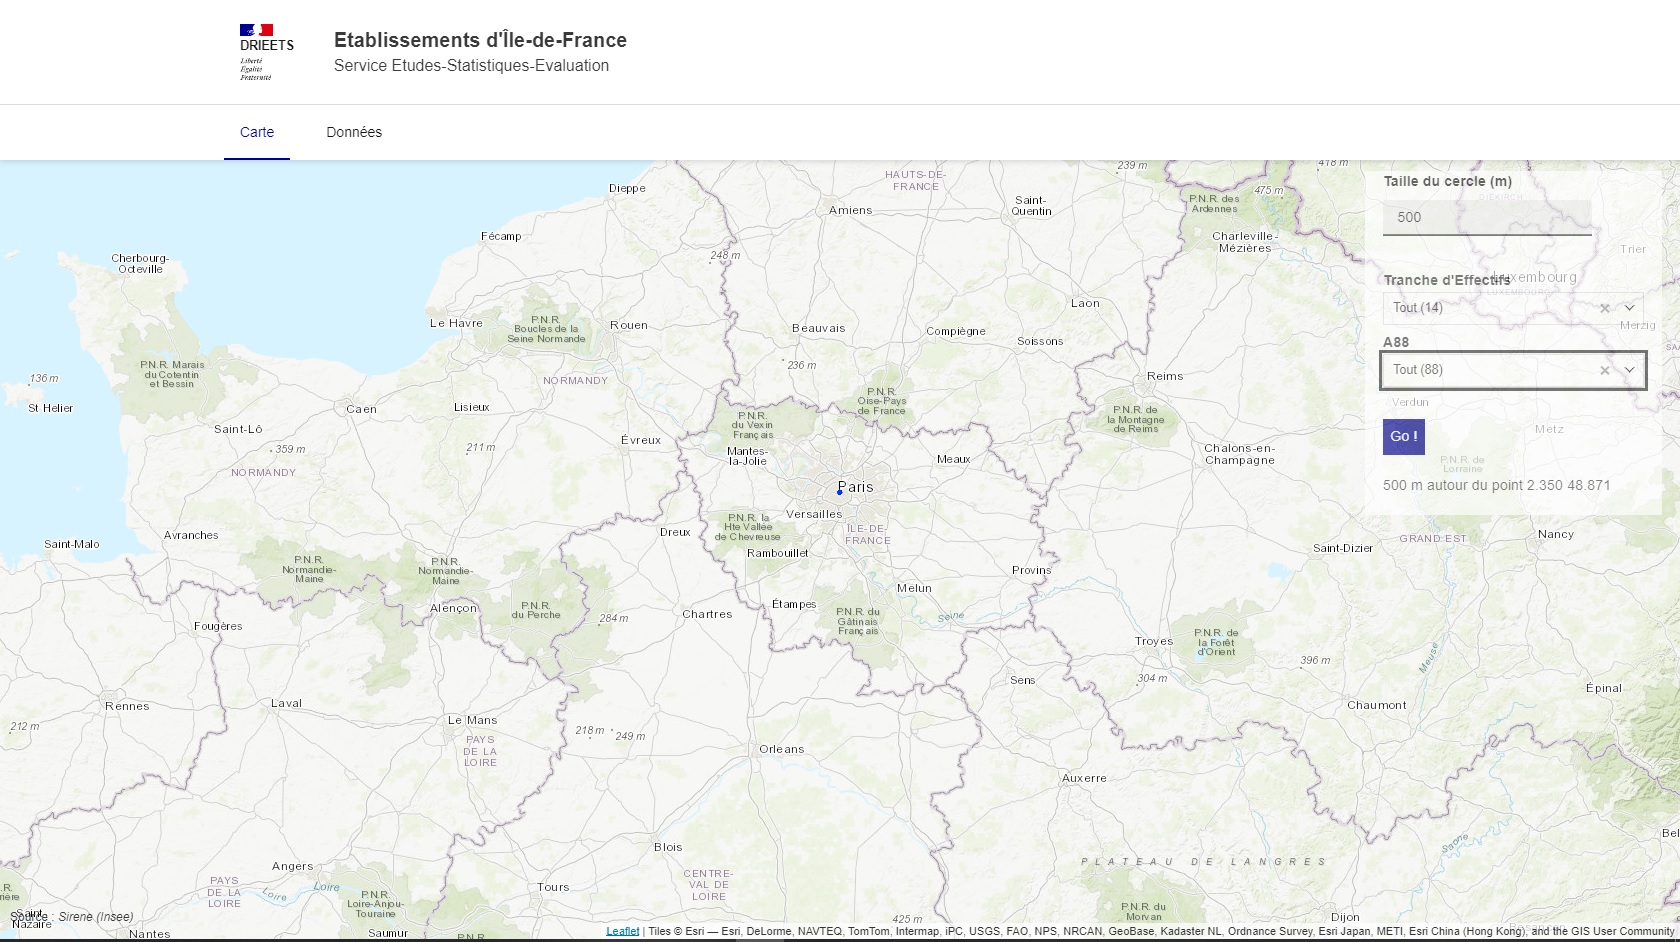 DRIEETS
Liberté
Égalité
Fraternité
Etablissements d'Île-de-France
Service Etudes-Statistiques-Evaluation
Carte
Données
Taille du cercle (m)
500
Tranche d'Effectifs
Tout (14)
A88
Tout (88)
Go !
500 m autour du point 2.350 48.871
Dieppe
HAUTS-DE-
FRANCE
239 m
418 m
475 m
P.N.R. des
Ardennes
Amiens
Saint-
Quentin
Fécamp
Charleville-
Mézières
Trier
Luxembourg
LUXEMBOURG
Cherbourg-
Octeville
248 m
Laon
Merzig
Le Havre
P.N.R.
Boucles de la
Seine Normande
Rouen
Beauvais
Compiègne
Soissons
136 m
St Helier
P.N.R. Marais
du Cotentin
et Bessin
236 m
NORMANDY
Reims
P.N.R.
Oise-Pays
de France
Verdun
Metz
Caen
Lisieux
P.N.R.
du Vexin
Français
P.N.R. de
la Montagne
de Reims
Saint-Lô
359 m
211 m
Évreux
Mantes-
la-Jolie
Meaux
Chalons-en-
Champagne
P.N.R. de
Lorraine
NORMANDY
Paris
Versailles
P.N.R. la
Hte Vallée
de Chevreuse
ÎLE-DE-
FRANCE
Dreux
Rambouillet
Saint-Malo
Avranches
Saint-Dizier
GRAND EST
Nancy
P.N.R.
Normandie-
Maine
P.N.R.
Normandie-
Maine
Provins
Melun
Alençon
P.N.R.
du Perche
284 m
Chartres
Étampes
P.N.R. du
Gâtinais
Français
Seine
Fougères
Troyes
P.N.R. de
la Forêt
d'Orient
Meuse
396 m
304 m
Sens
Épinal
Rennes
Laval
Chaumont
212 m
Le Mans
218 m
249 m
PAYS
DE LA
LOIRE
Orleans
Auxerre
Blois
Saone
Bel
PLATEAU DE LANGRES
Angers
PAYS
DE LA
LOIRE
Loire
Loire
P.N.R.
Loire-Anjou-
Touraine
Tours
CENTRE-
VAL DE
LOIRE
P.N.R. du
Morvan
425 m
Dijon
Saint-
Nazaire
Source : Sirene (Insee)
Nantes
Saumur
P.N.R.
Leaflet | Tiles © Esri — Esri, DeLorme, NAVTEQ, TomTom, Intermap, iPC, USGS, FAO, NPS, NRCAN, GeoBase, Kadaster NL, Ordnance Survey, Esri Japan, METI, Esri China (Hong Kong), and the GIS User Community